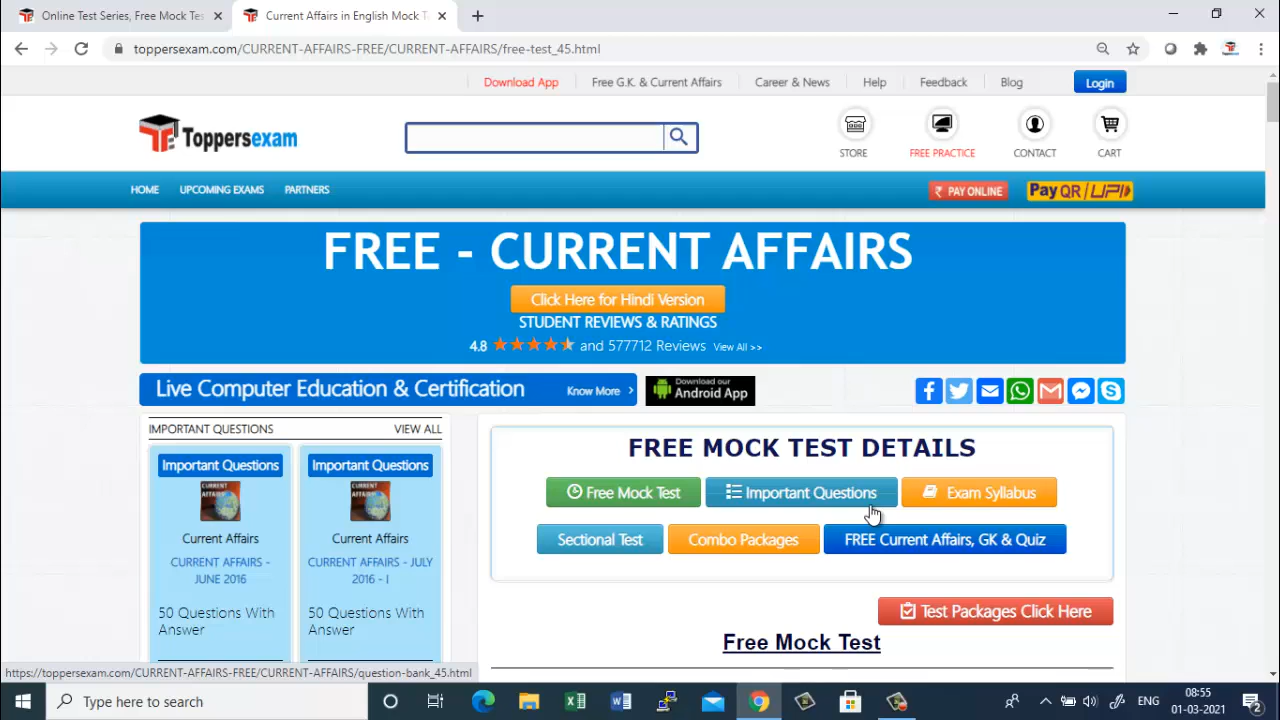 Online Test Series, Free Mock Tes
Current Affairs in English Mock T
toppersexam.com/CURRENT-AFFAIRS-FREE/CURRENT-AFFAIRS/free-test_45.html
Download App
Free G.K. & Current Affairs
Career & News
Help
Feedback
Blog
Login
Toppersexam
STORE
FREE PRACTICE
CONTACT
CART
HOME
UPCOMING EXAMS
PARTNERS
₹ PAY ONLINE
Pay QR / UPI
FREE - CURRENT AFFAIRS
Click Here for Hindi Version
STUDENT REVIEWS & RATINGS
4.8 and 577712 Reviews View All >>
Live Computer Education & Certification
Know More
Download our
Android App
IMPORTANT QUESTIONS
VIEW ALL
Important Questions
CURRENT
AFFAIRS
Current Affairs
CURRENT AFFAIRS -
JUNE 2016
50 Questions With
Answer
Important Questions
CURRENT
AFFAIRS
Current Affairs
CURRENT AFFAIRS - JULY
2016 - I
50 Questions With
Answer
FREE MOCK TEST DETAILS
Free Mock Test
Important Questions
Exam Syllabus
Sectional Test
Combo Packages
FREE Current Affairs, GK & Quiz
Test Packages Click Here
Free Mock Test
https://toppersexam.com/CURRENT-AFFAIRS-FREE/CURRENT-AFFAIRS/question-bank_45.html
Type here to search
ENG
08:55
01-03-2021
2